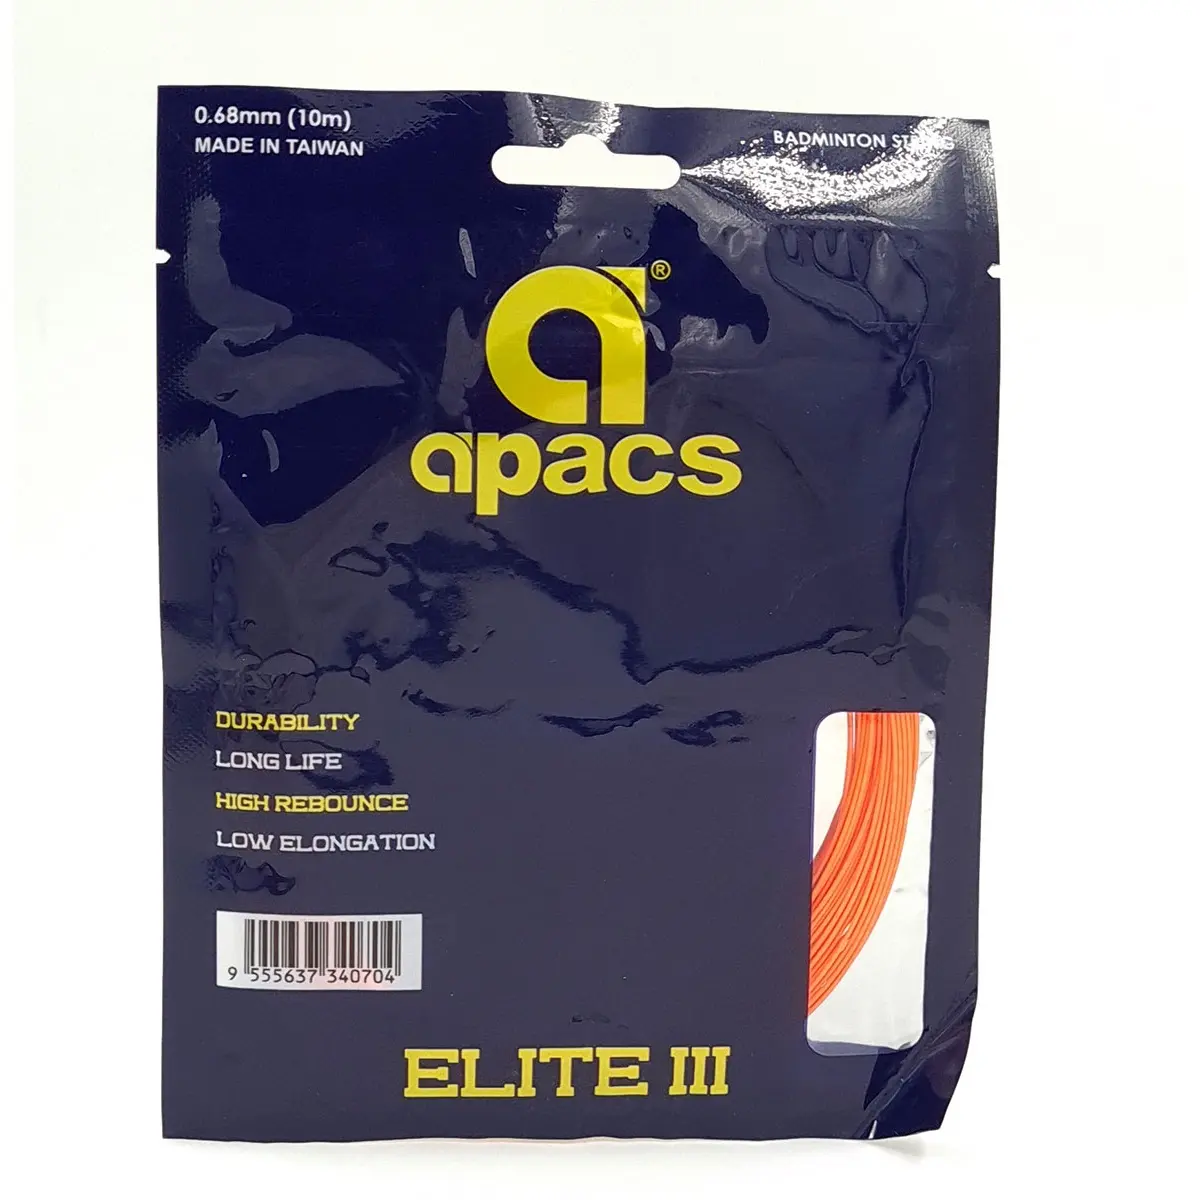 0.68mm (10m)
MADE IN TAIWAN
BADMINTON STRING
a®
apacs
DURABILITY
LONG LIFE
HIGH REBOUNCE
LOW ELONGATION
9 555637 340704
ELITE III